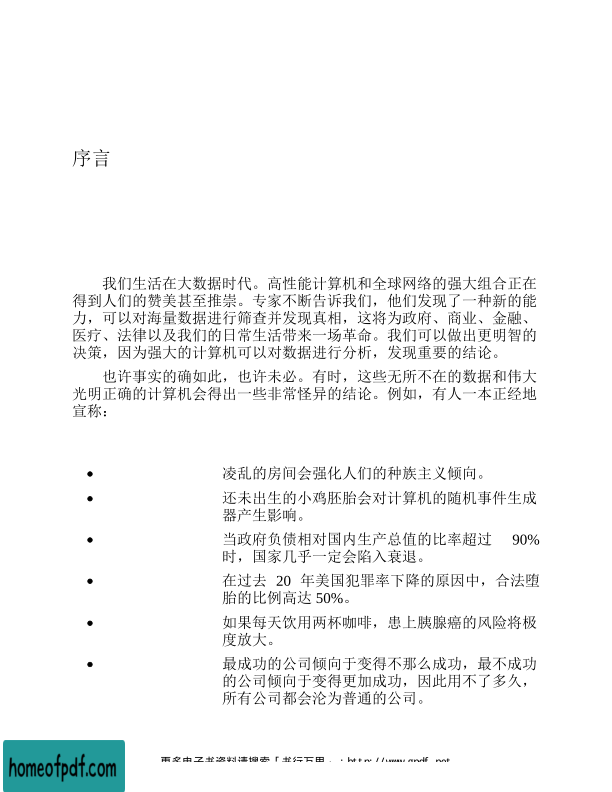 序言
我们生活在大数据时代。高性能计算机和全球网络的强大组合正在
得到人们的赞美甚至推崇。专家不断告诉我们，他们发现了一种新的能
力，可以对海量数据进行筛查并发现真相，这将为政府、商业、金融、
医疗、法律以及我们的日常生活带来一场革命。我们可以做出更明智的
决策，因为强大的计算机可以对数据进行分析，发现重要的结论。
也许事实的确如此，也许未必。有时，这些无所不在的数据和伟大
光明正确的计算机会得出一些非常怪异的结论。例如，有人一本正经地
宣称：
● 凌乱的房间会强化人们的种族主义倾向。
● 还未出生的小鸡胚胎会对计算机的随机事件生成
器产生影响。
● 当政府负债相对国内生产总值的比率超过 90%
时，国家几乎一定会陷入衰退。
● 在过去 20 年美国犯罪率下降的原因中，合法堕
胎的比例高达 50%。
● 如果每天饮用两杯咖啡，患上胰腺癌的风险将极
度放大。
● 最成功的公司倾向于变得不那么成功，最不成功
的公司倾向于变得更加成功，因此用不了多久，
所有公司都会沦为普通的公司。
homeofpdf.com